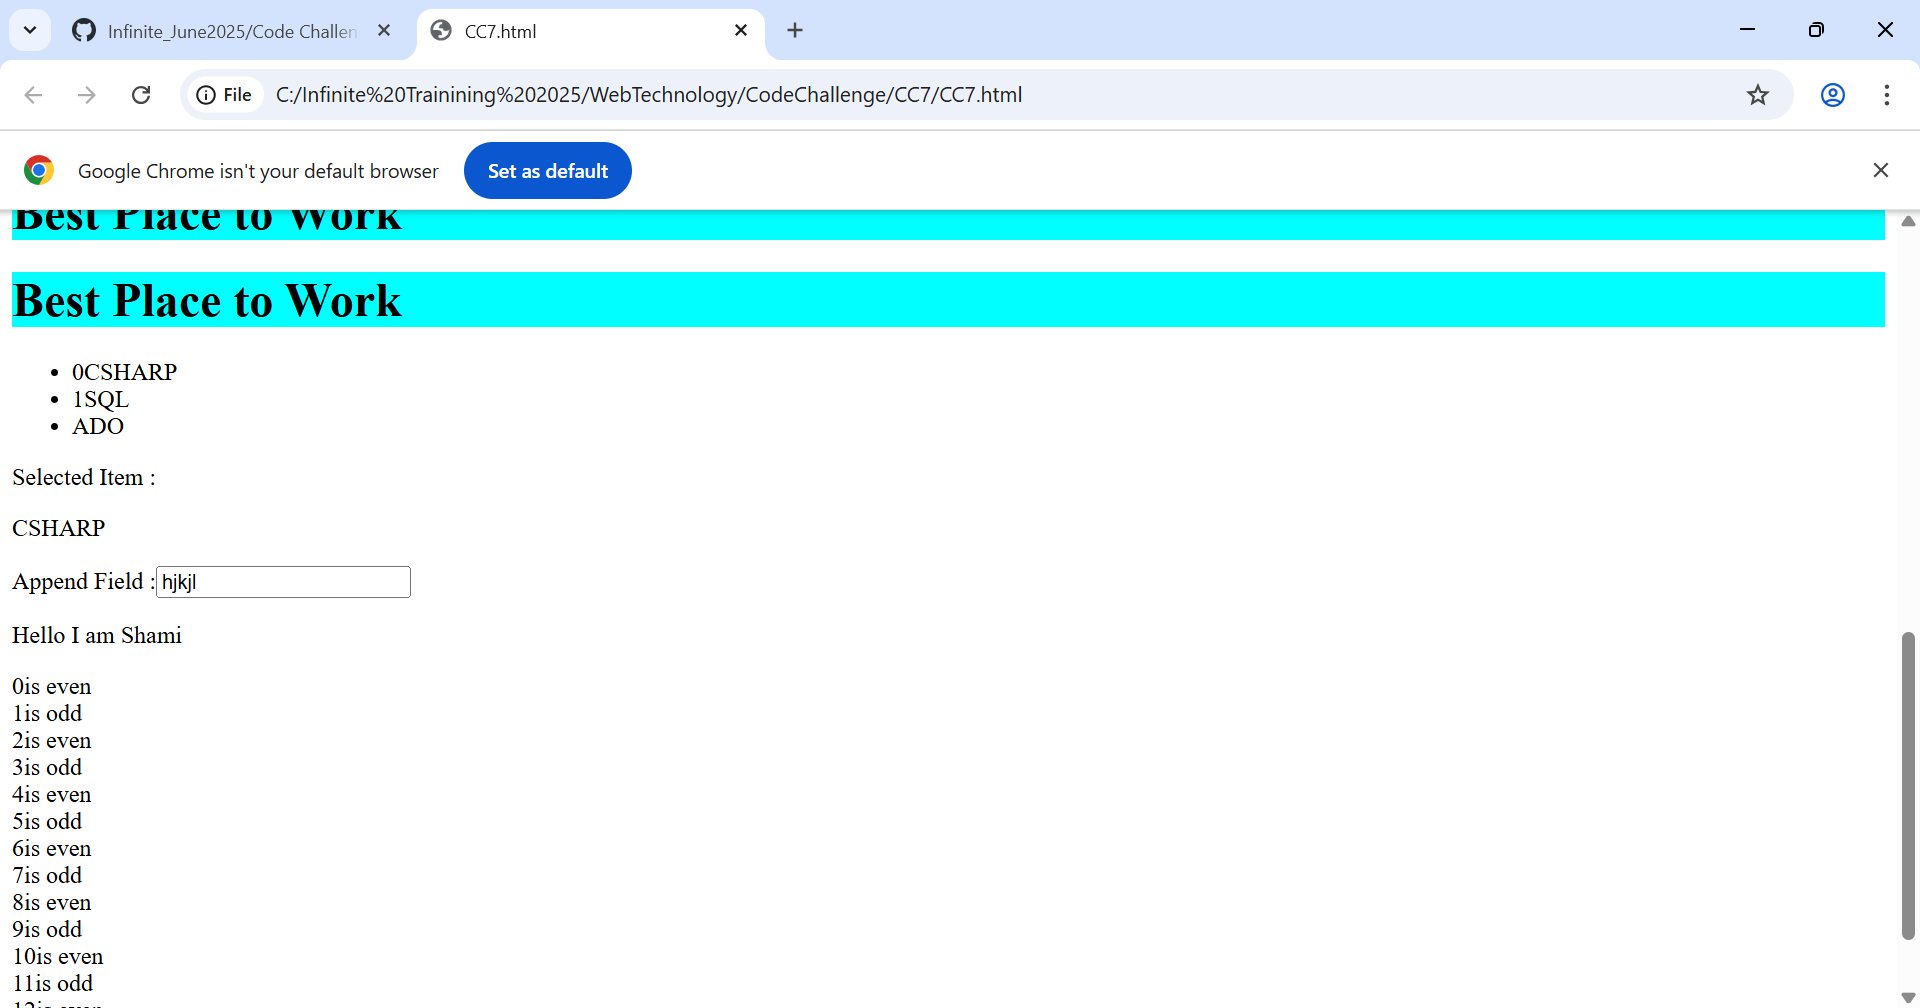 Infinite_June2025/Code Challen
CC7.html
File
C:/Infinite%20Trainining%202025/WebTechnology/CodeChallenge/CC7/CC7.html
Google Chrome isn't your default browser
Set as default
Best Place to Work
Best Place to Work
• 0CSHARP
• 1SQL
• ADO
Selected Item :
CSHARP
Append Field : hjkjl
Hello I am Shami
0is even
1is odd
2is even
3is odd
4is even
5is odd
6is even
7is odd
8is even
9is odd
10is even
11is odd
12is even